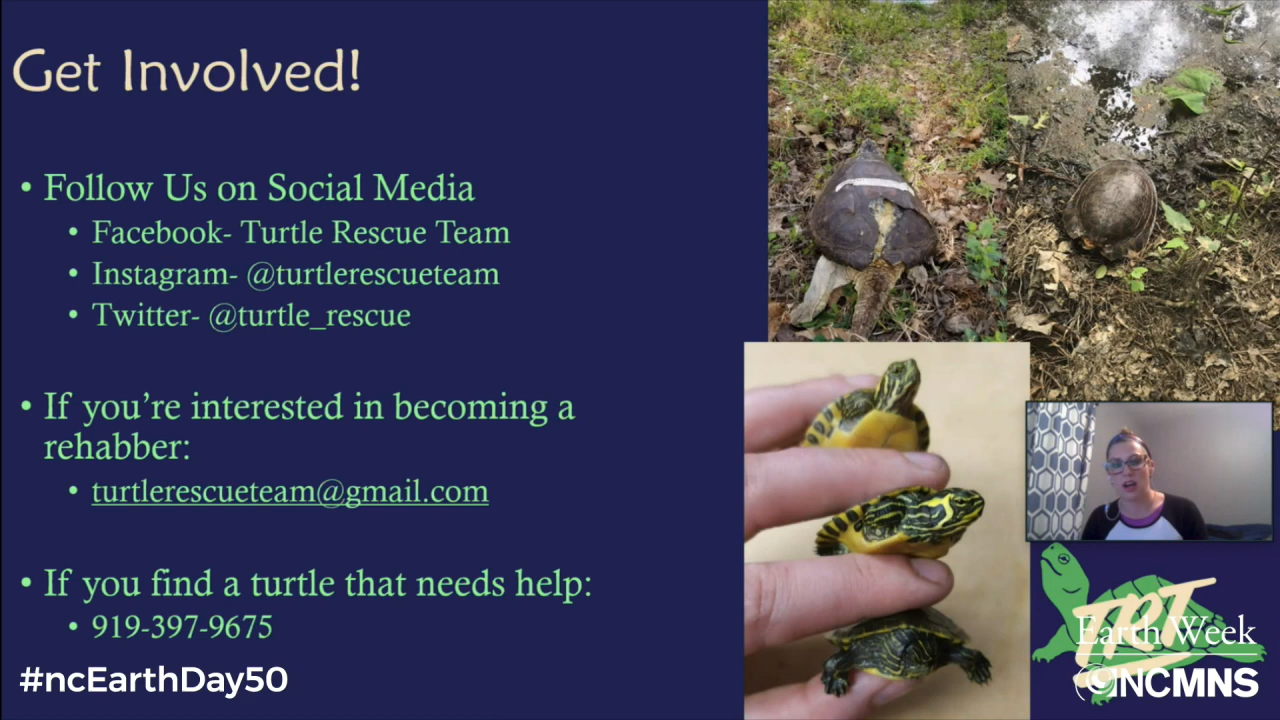 Get Involved!
• Follow Us on Social Media
• Facebook- Turtle Rescue Team
• Instagram- @turtlerescueteam
• Twitter- @turtle_rescue
• If you're interested in becoming a
rehabber:
• turtlerescueteam@gmail.com
• If you find a turtle that needs help:
• 919-397-9675
#ncEarthDay50
TRT
Earth Week
NCMNS